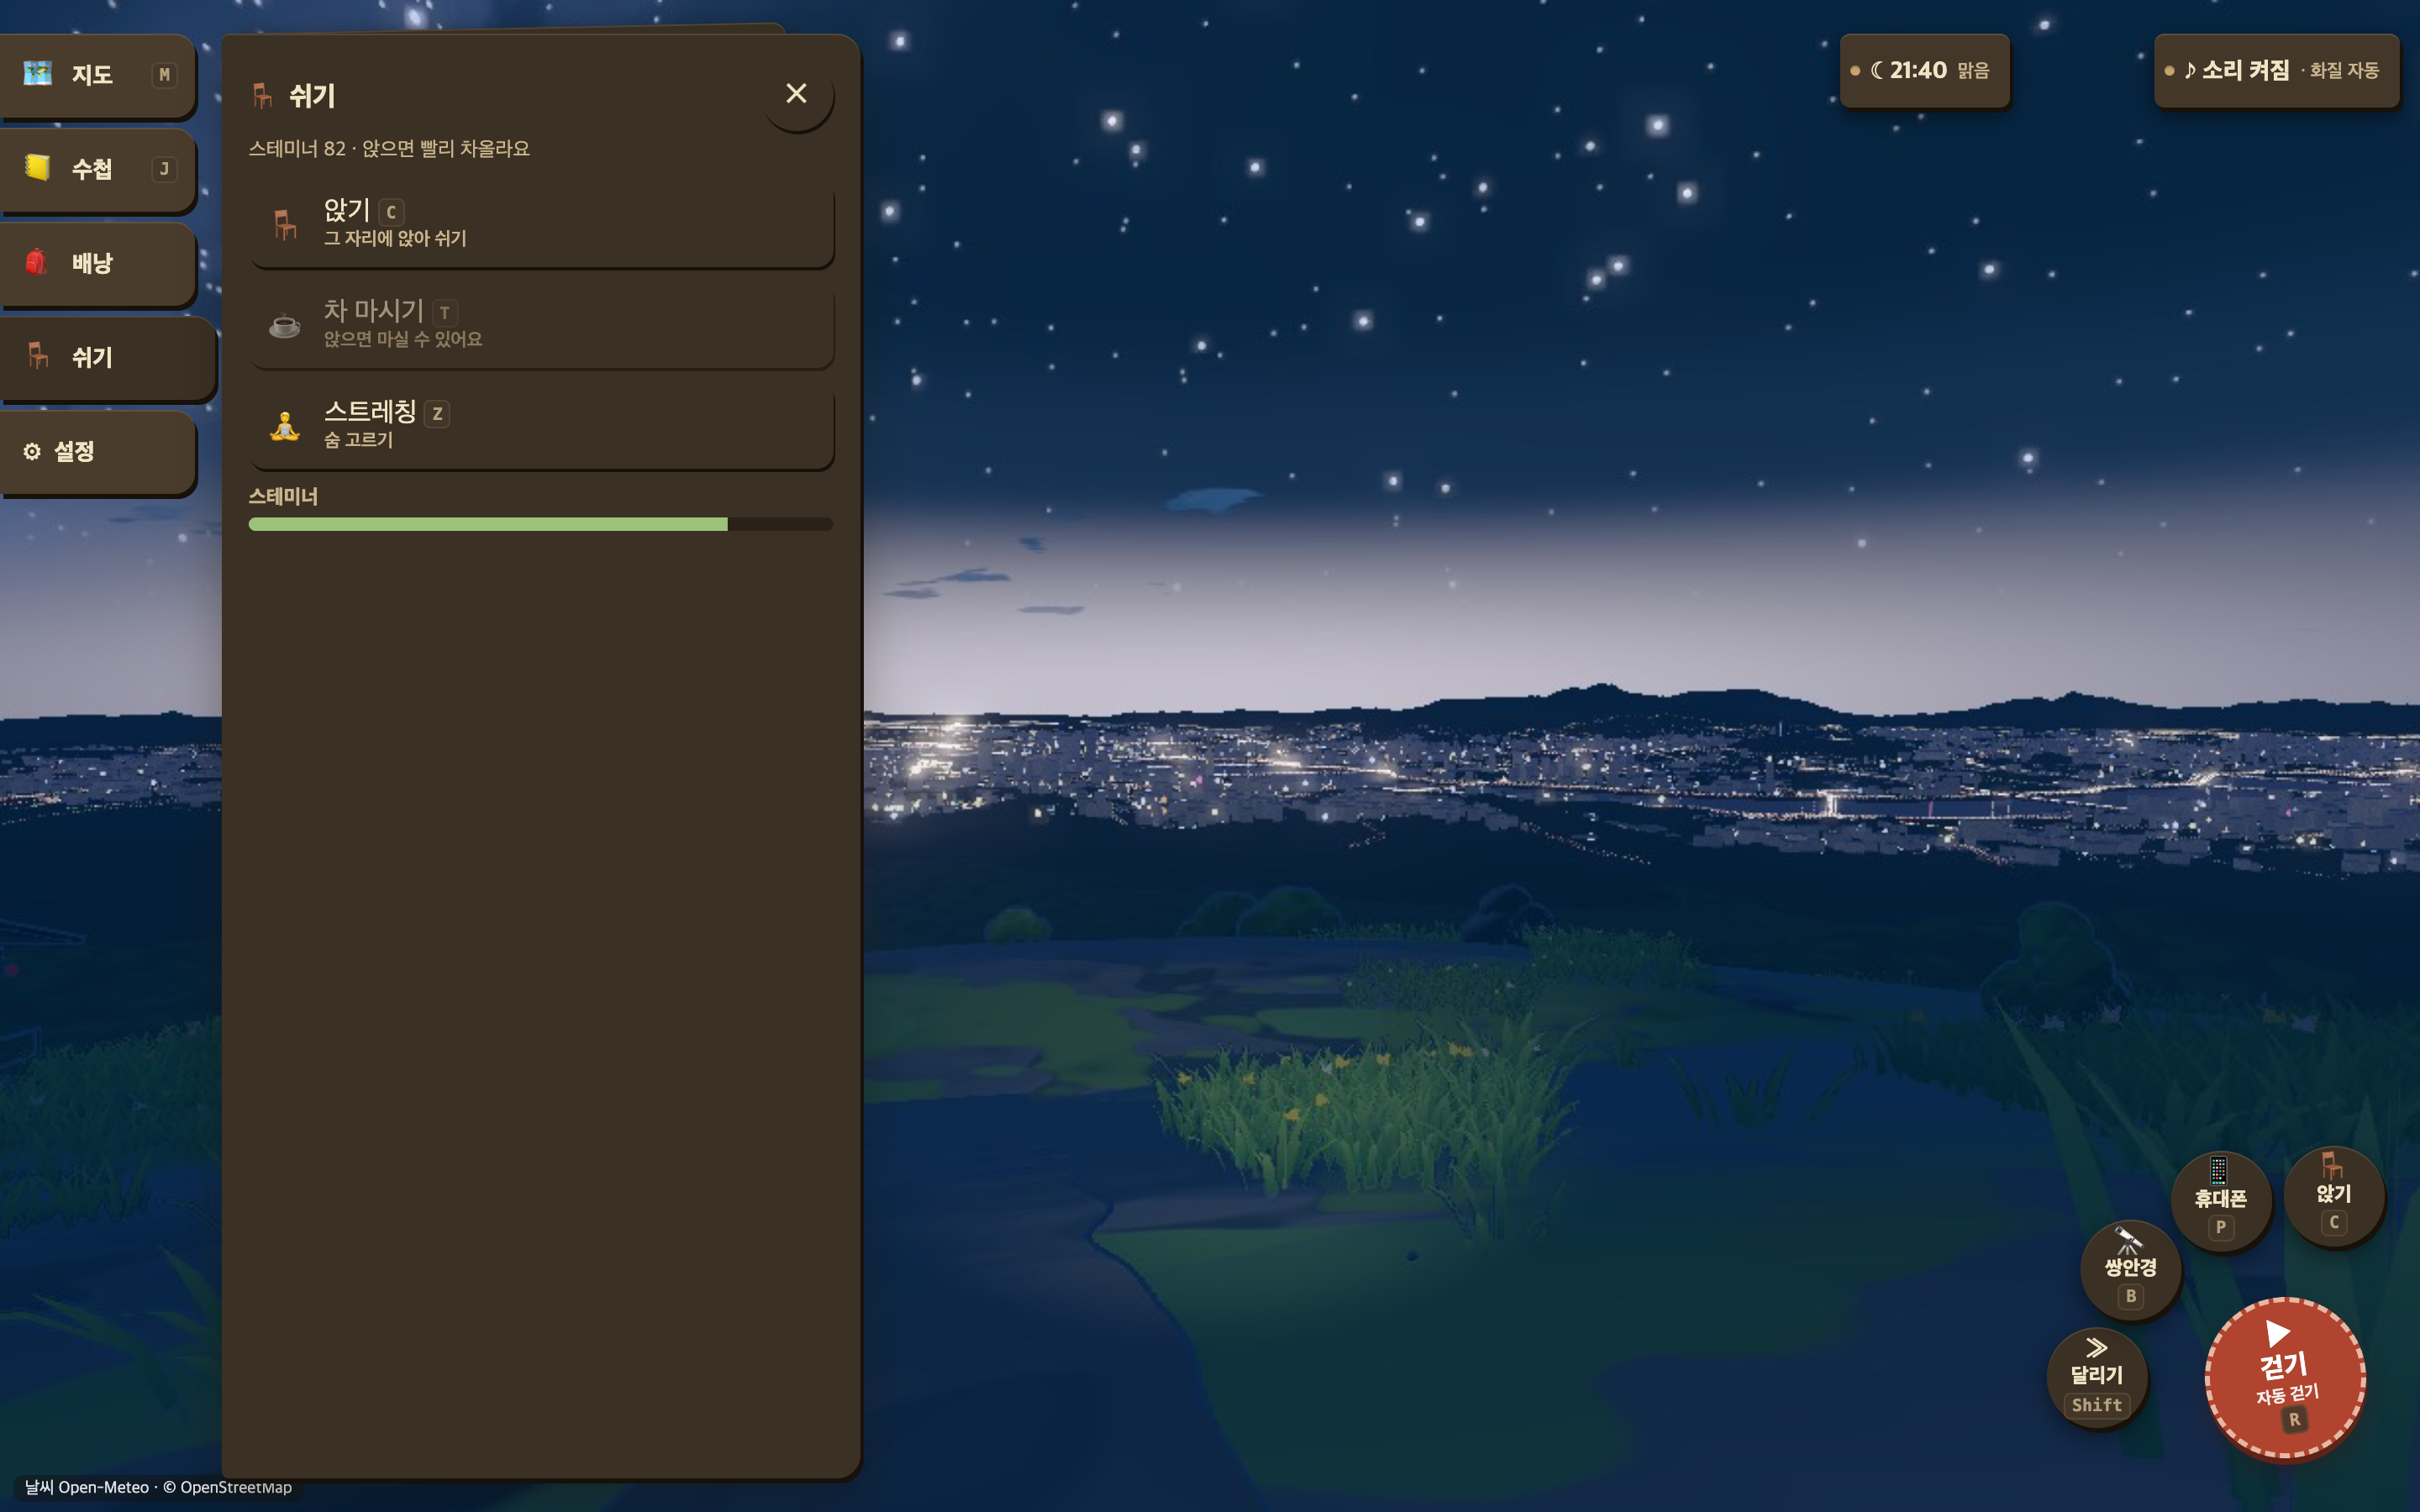 지도 M
수첩 J
배낭
쉬기
설정
쉬기
스테미너 82 · 앉으면 빨리 차올라요
앉기 C
그 자리에 앉아 쉬기
차 마시기 T
앉으면 마실 수 있어요
스트레칭 Z
숨 고르기
스테미너
21:40 맑음
♪ 소리 켜짐 · 화질 자동
휴대폰
P
앉기
C
쌍안경
B
달리기
Shift
걷기
자동 걷기
R
날씨 Open-Meteo · © OpenStreetMap